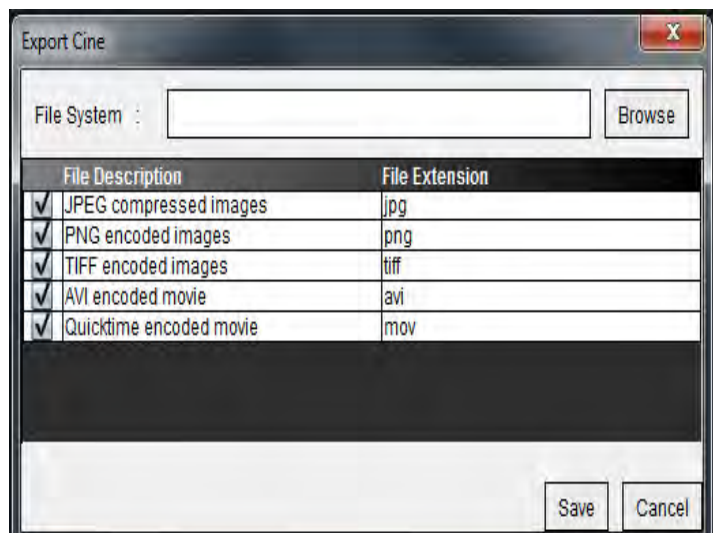 Export Cine
X
File System :
Browse
File Description File Extension
JPEG compressed images jpg
PNG encoded images png
TIFF encoded images tiff
AVI encoded movie avi
Quicktime encoded movie mov
Save Cancel